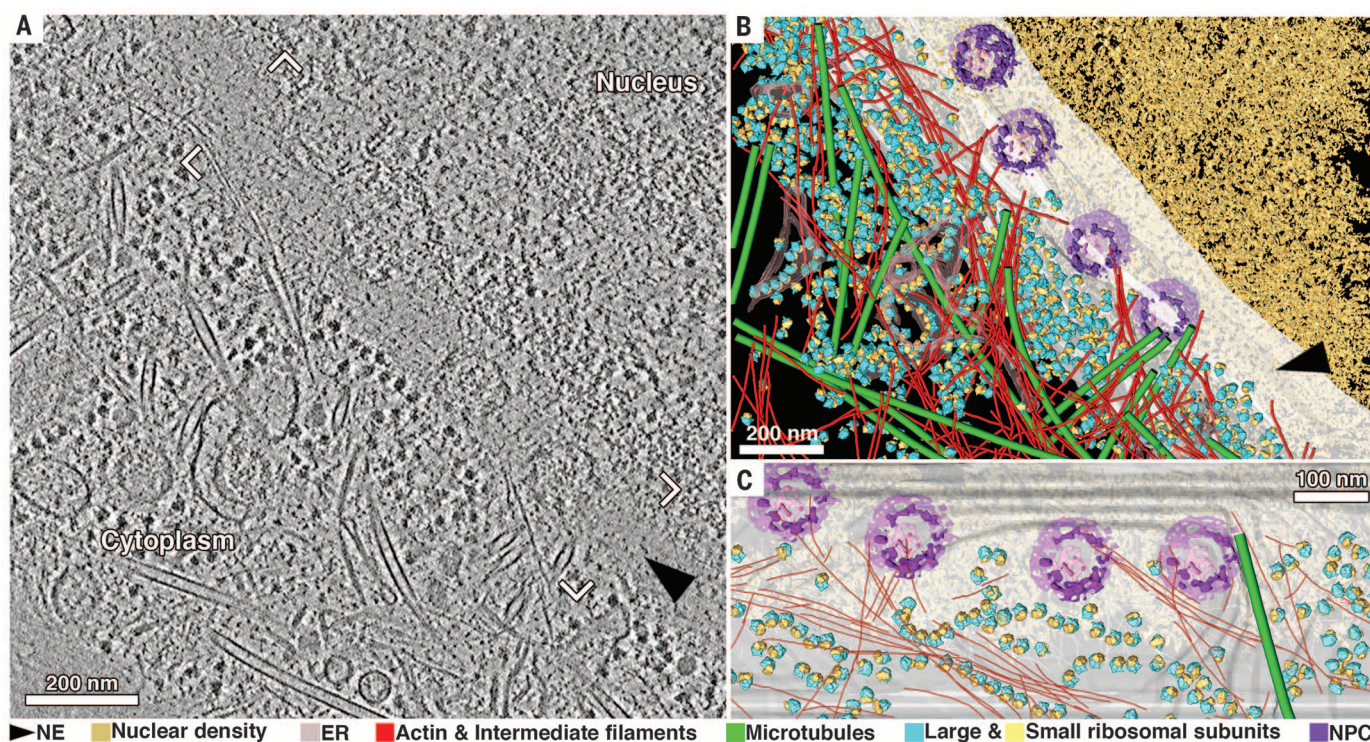 A
Nucleus
Cytoplasm
200 nm
B
200 nm
C
100 nm
NE Nuclear density ER Actin & Intermediate filaments Microtubules Large & Small ribosomal subunits NPC